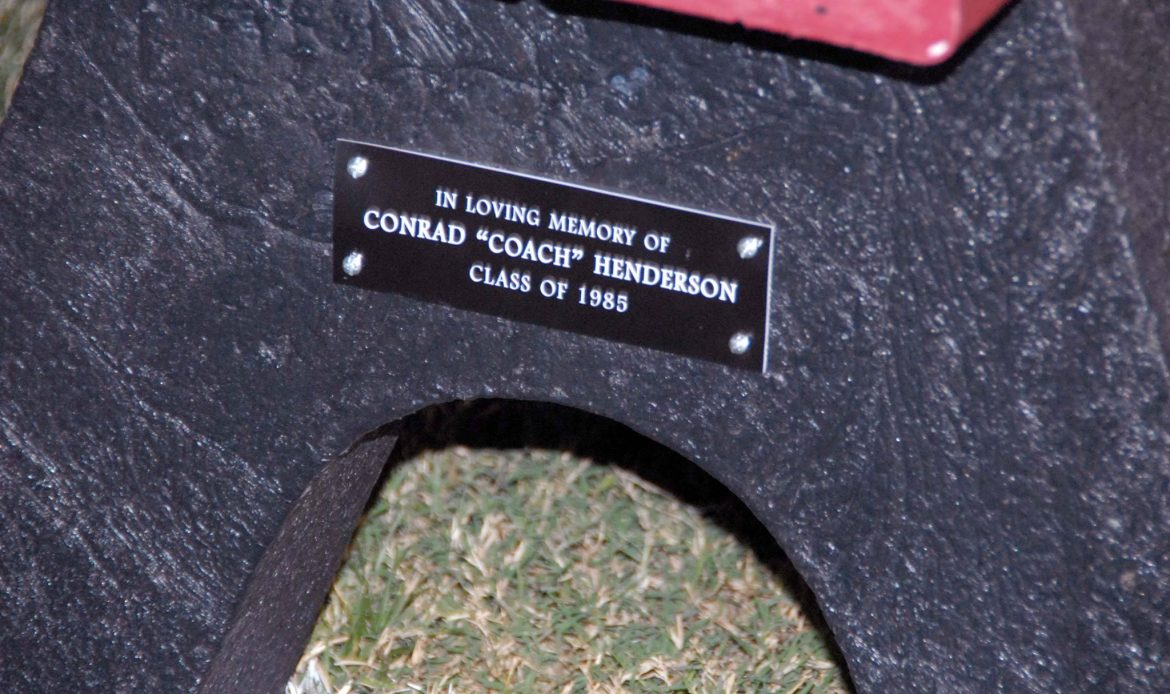 IN LOVING MEMORY OF
CONRAD “COACH” HENDERSON
CLASS OF 1985